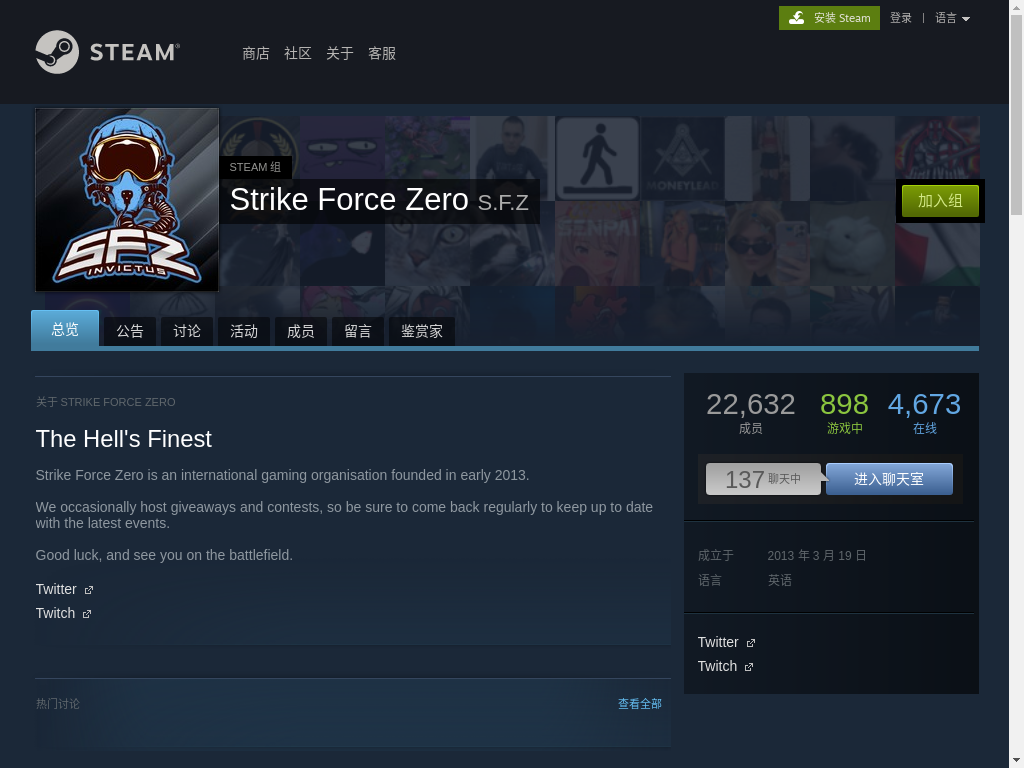 安装 Steam
登录 | 语言
STEAM®
商店 社区 关于 客服
MONEYLEAD
STEAM 组
Strike Force Zero S.F.Z
加入组
SENPAI
SFZ
INVICTUS
总览 公告 讨论 活动 成员 留言 鉴赏家
关于 STRIKE FORCE ZERO
The Hell's Finest
Strike Force Zero is an international gaming organisation founded in early 2013.
We occasionally host giveaways and contests, so be sure to come back regularly to keep up to date
with the latest events.
Good luck, and see you on the battlefield.
Twitter
Twitch
热门讨论
查看全部
22,632 898 4,673
成员 游戏中 在线
137 聊天中
进入聊天室
成立于 2013 年 3 月 19 日
语言 英语
Twitter
Twitch